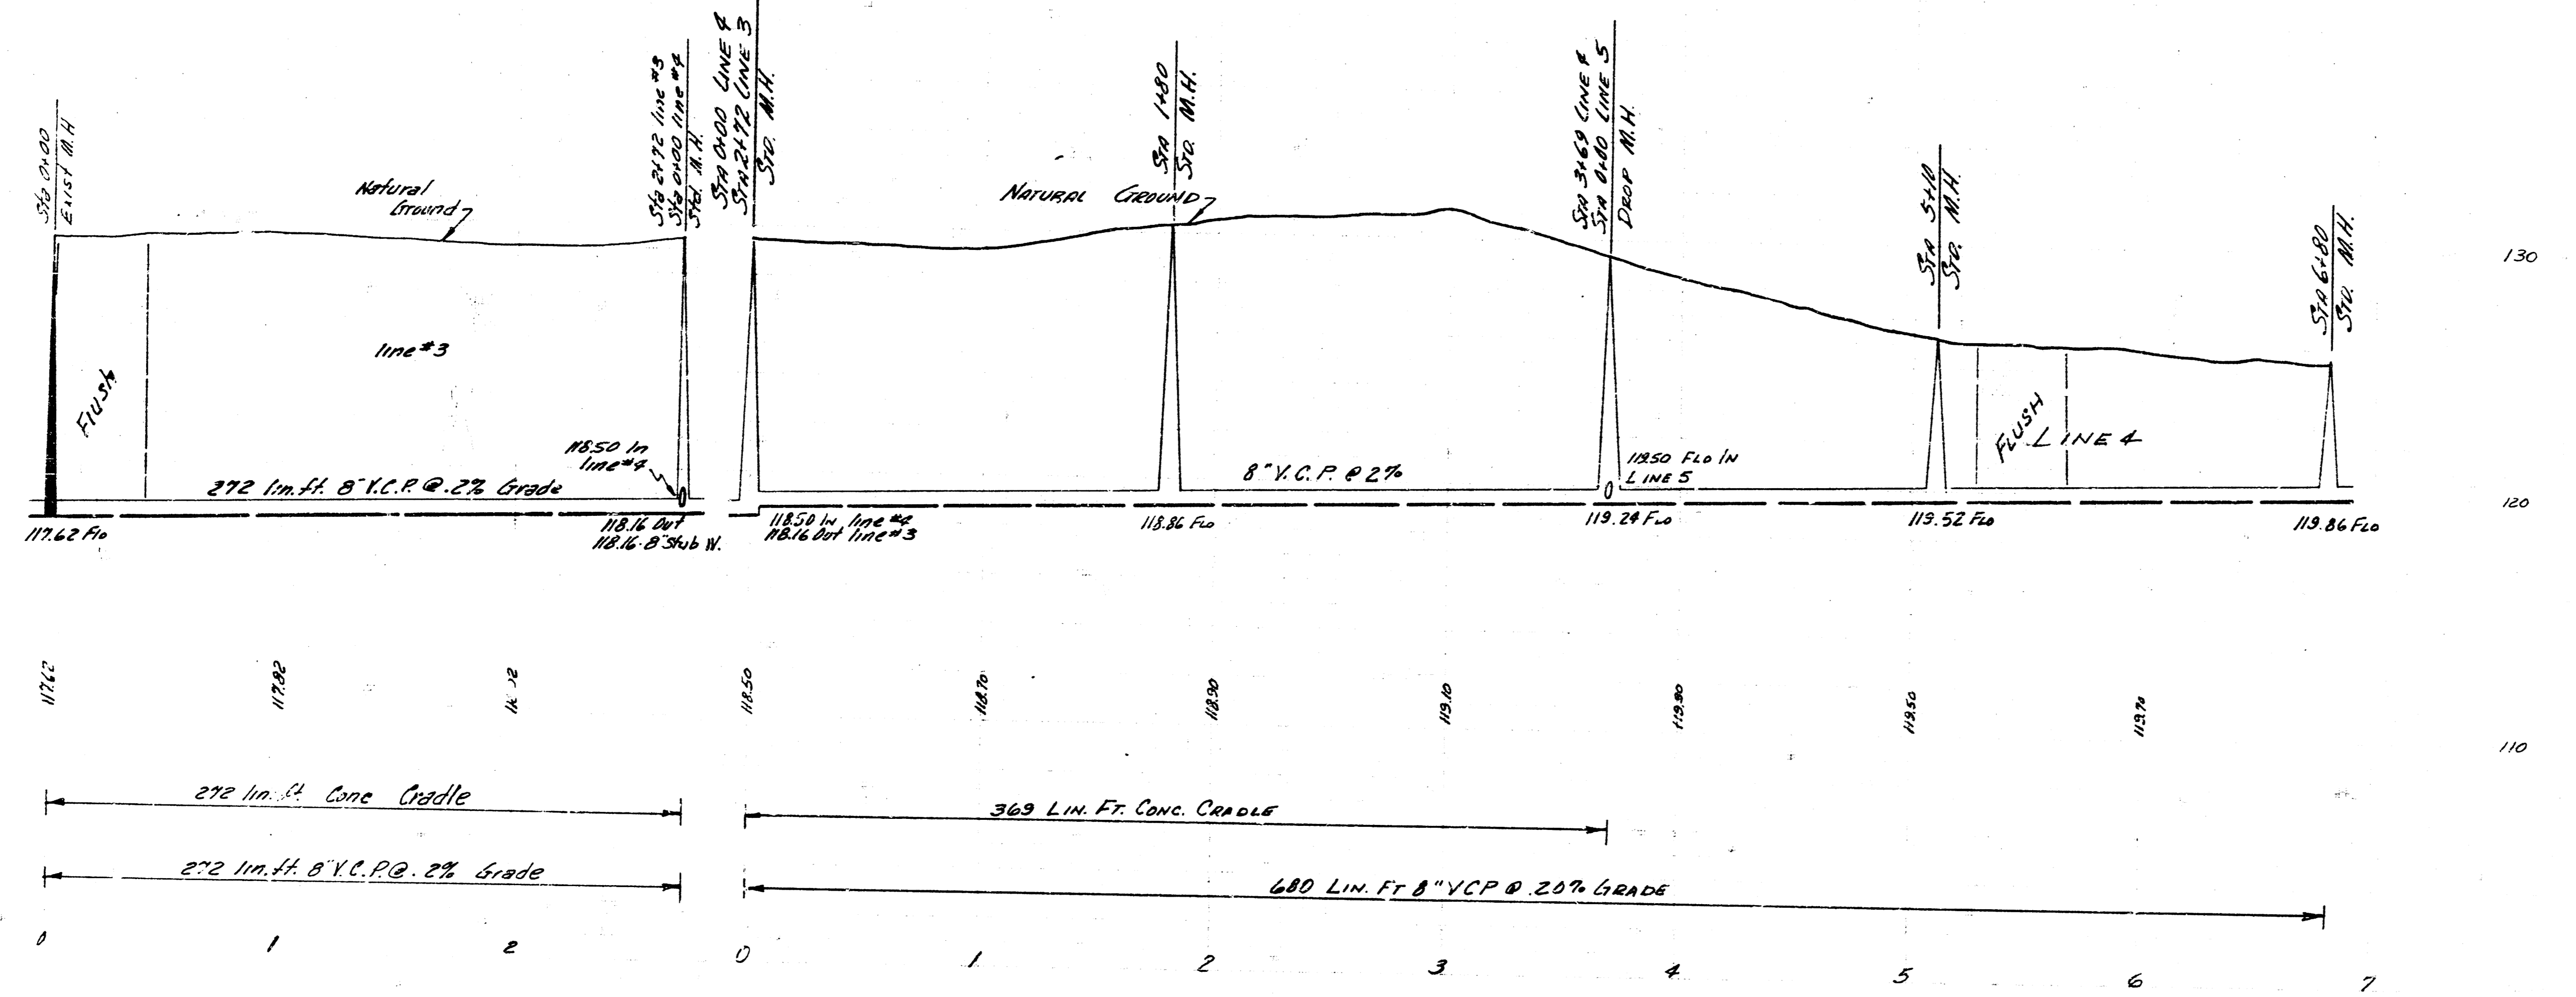 Sta 0+00
Exist M.H
Natural
Ground
line #3
Flush
272 lin. ft. 8" V.C.P. @ .2% Grade
117.62 Flo
Sta 2+72 line #3
Sta 0+00 line #4
Std. M.H.
118.50 In
line #4
118.16 Out
118.16 - 8" Stub W.
STA 0+00 LINE 4
STA 2+72 LINE 3
STD. M.H.
118.50 IN line #4
118.16 Out line #3
NATURAL GROUND
STA 1+80
STD. M.H.
118.86 FLO
8" V.C.P. @ 2%
STA 3+69 LINE 4
STA 0+00 LINE 5
DROP M.H.
119.50 FLO IN
LINE 5
119.24 FLO
STA 5+10
STD. M.H.
119.52 FLO
FLUSH
LINE 4
STA 6+80
STD. M.H.
119.86 FLO
130
120
110
117.62
117.82
118.50
118.70
118.90
119.10
119.30
119.50
119.70
272 lin. ft. Conc Cradle
369 LIN. FT. CONC. CRADLE
272 lin. ft. 8" V.C.P. @ .2% Grade
680 LIN. FT 8" VCP @ .20% GRADE
0 1 2 0 1 2 3 4 5 6 7